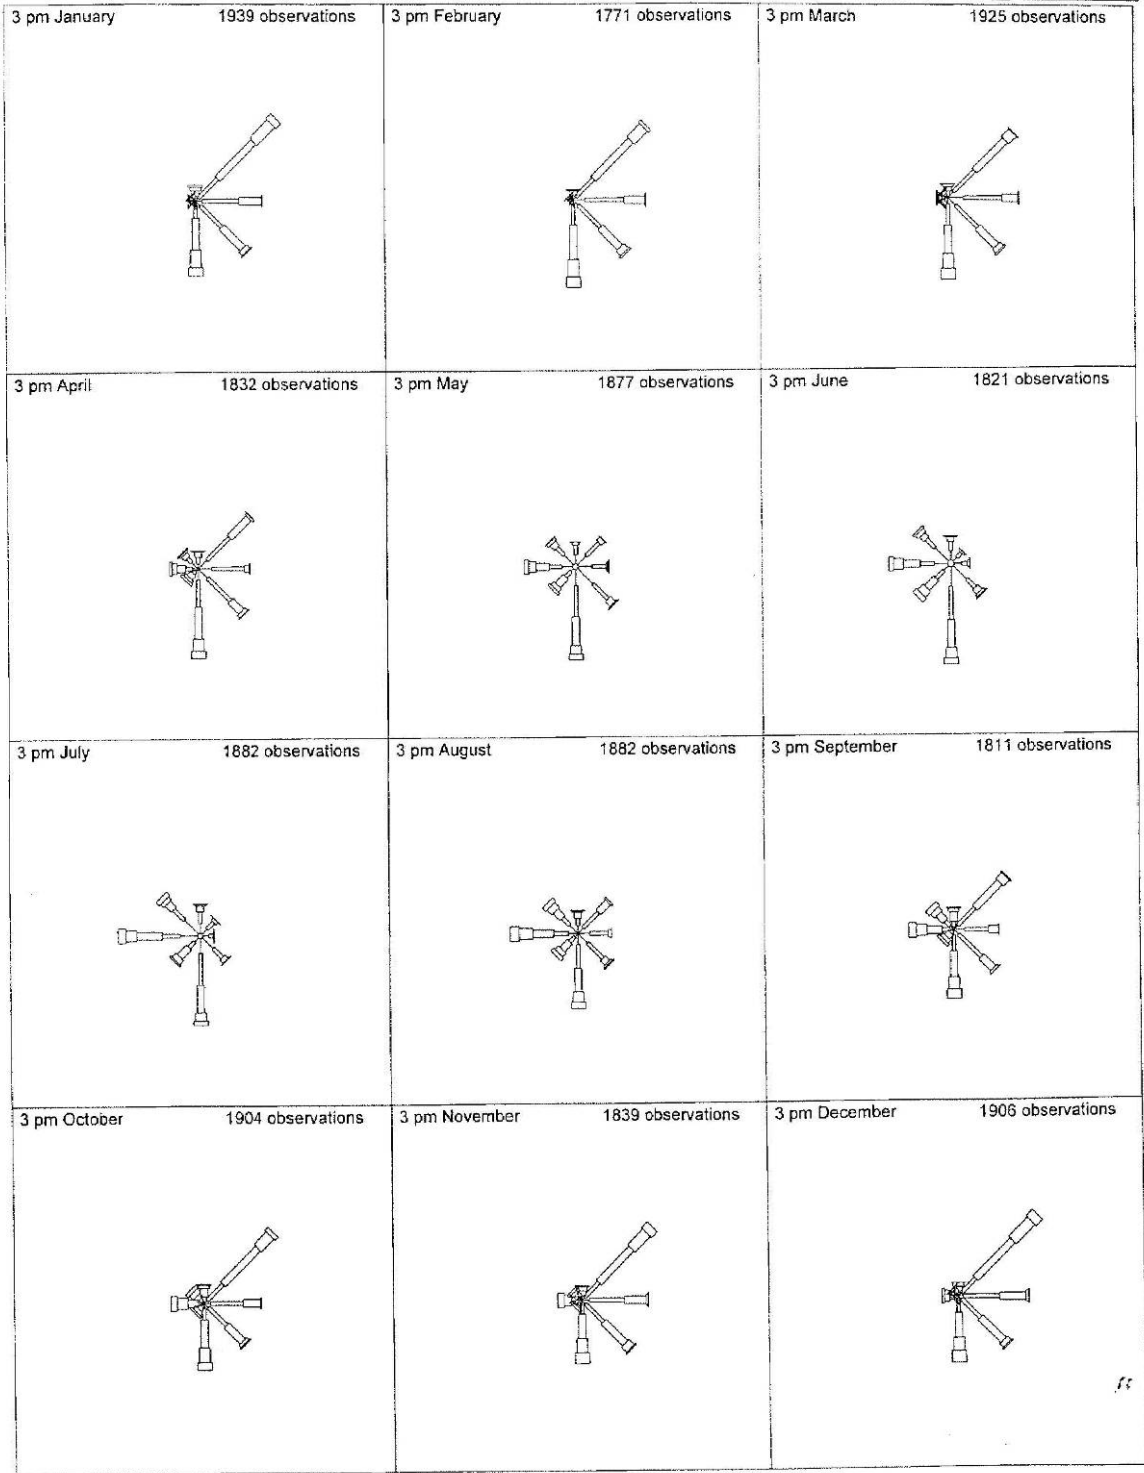 3 pm January 1939 observations
3 pm February 1771 observations
3 pm March 1925 observations
3 pm April 1832 observations
3 pm May 1877 observations
3 pm June 1821 observations
3 pm July 1882 observations
3 pm August 1882 observations
3 pm September 1811 observations
3 pm October 1904 observations
3 pm November 1839 observations
3 pm December 1906 observations